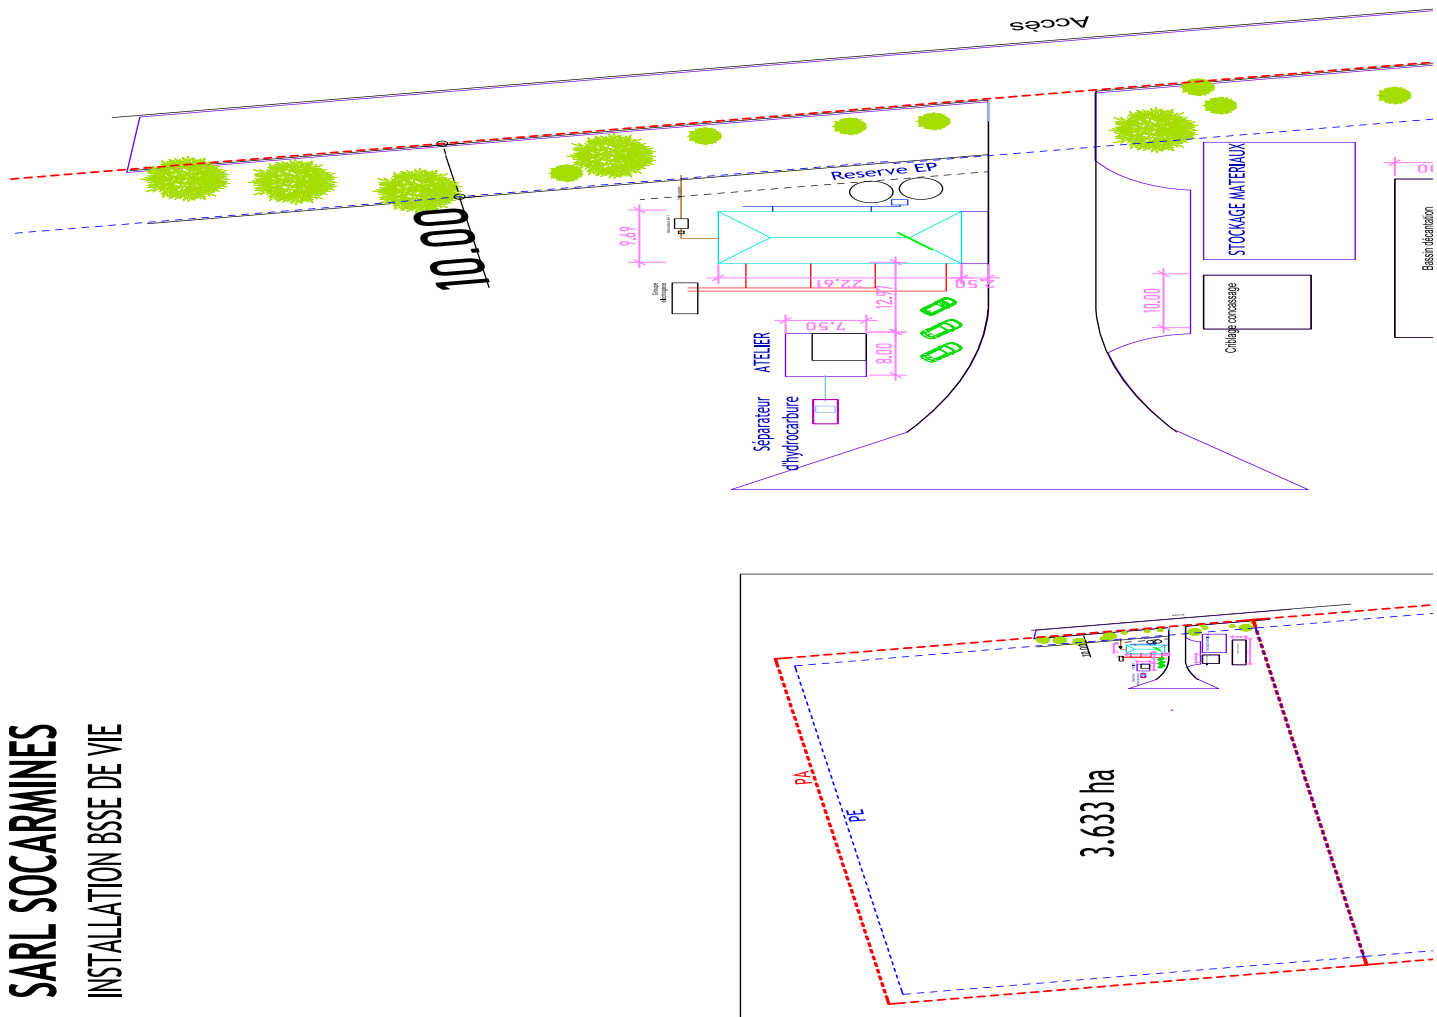 Accès
Reserve EP
10.00
9.69
22.61
12.97
7.50
8.00
Groupe
électrogène
ATELIER
Séparateur
d'hydrocarbure
STOCKAGE MATERIAUX
10.00
Criblage concassage
Bassin décantation
SARL SOCARMINES
INSTALLATION BSSE DE VIE
PA
PE
3.633 ha
10.00